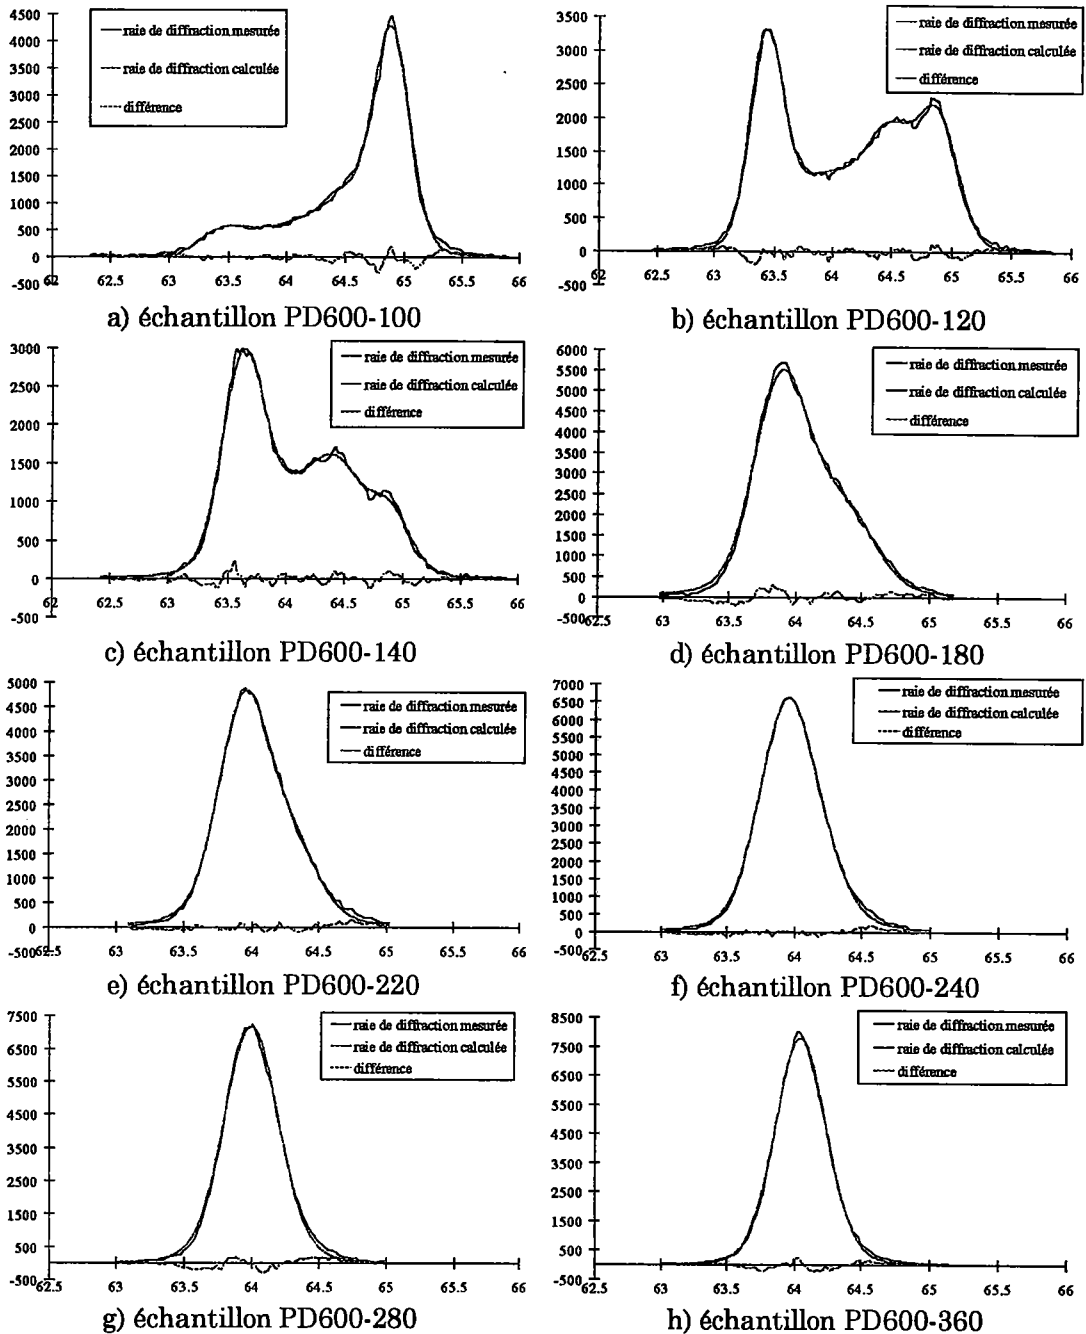 4500
4000
3500
3000
2500
2000
1500
1000
500
0
-500
62.5 63 63.5 64 64.5 65 65.5 66
raie de diffraction mesurée
raie de diffraction calculée
différence
a) échantillon PD600-100
3500
3000
2500
2000
1500
1000
500
0
-500
62 62.5 63 63.5 64 64.5 65 65.5 66
raie de diffraction mesurée
raie de diffraction calculée
différence
b) échantillon PD600-120
3000
2500
2000
1500
1000
500
0
-500
62 62.5 63 63.5 64 64.5 65 65.5 66
raie de diffraction mesurée
raie de diffraction calculée
différence
c) échantillon PD600-140
6000
5500
5000
4500
4000
3500
3000
2500
2000
1500
1000
500
0
-500
62.5 63 63.5 64 64.5 65 65.5 66
raie de diffraction mesurée
raie de diffraction calculée
différence
d) échantillon PD600-180
5000
4500
4000
3500
3000
2500
2000
1500
1000
500
0
-500
62.5 63 63.5 64 64.5 65 65.5 66
raie de diffraction mesurée
raie de diffraction calculée
différence
e) échantillon PD600-220
7000
6500
6000
5500
5000
4500
4000
3500
3000
2500
2000
1500
1000
500
0
-500
62.5 63 63.5 64 64.5 65 65.5 66
raie de diffraction mesurée
raie de diffraction calculée
différence
f) échantillon PD600-240
7500
6500
5500
4500
3500
2500
1500
500
-500
62.5 63 63.5 64 64.5 65 65.5 66
raie de diffraction mesurée
raie de diffraction calculée
différence
g) échantillon PD600-280
8500
7500
6500
5500
4500
3500
2500
1500
500
-500
62.5 63 63.5 64 64.5 65 65.5 66
raie de diffraction mesurée
raie de diffraction calculée
différence
h) échantillon PD600-360